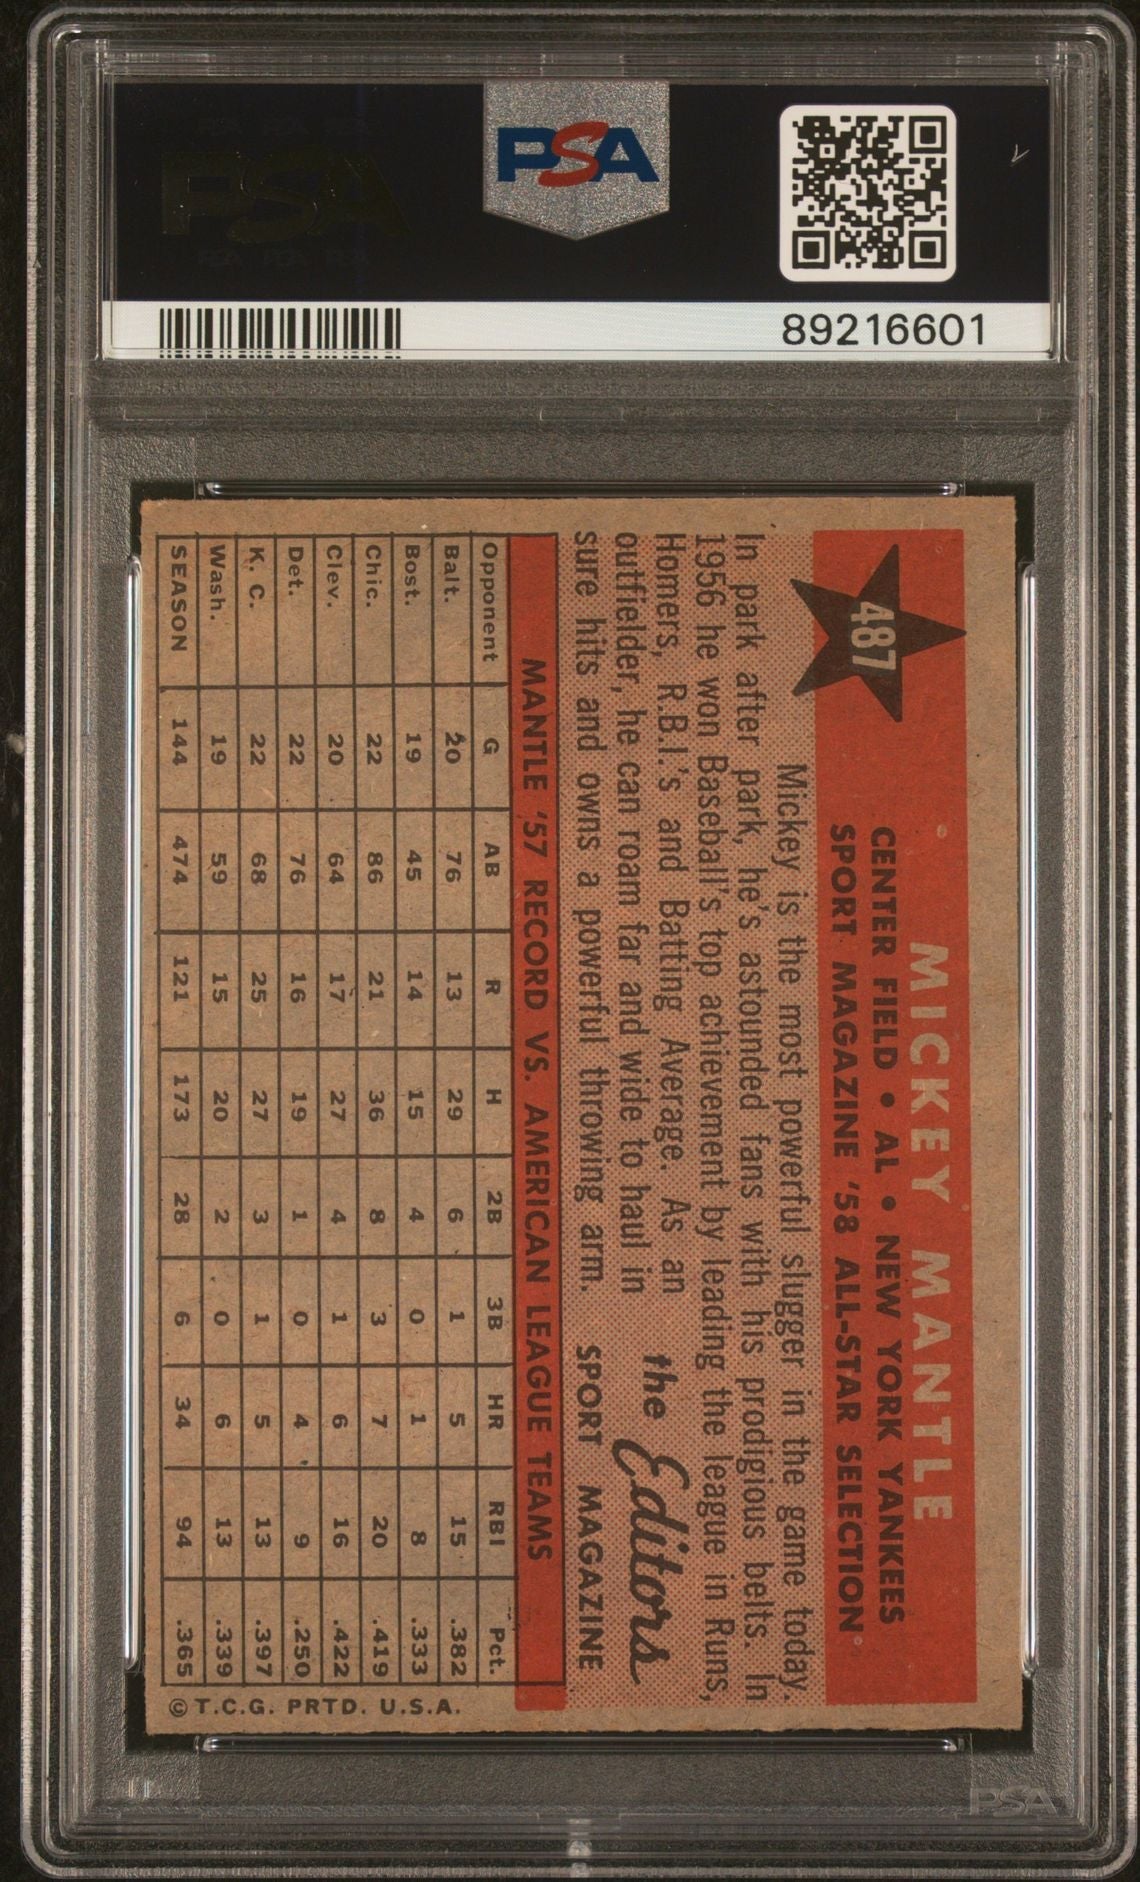 PSA
PSA
89216601
487
MICKEY MANTLE
CENTER FIELD • AL • NEW YORK YANKEES
SPORT MAGAZINE '58 ALL-STAR SELECTION
Mickey is the most powerful slugger in the game today.
In park after park, he's astounded fans with his prodigious belts. In
1956 he won Baseball's top achievement by leading the league in Runs,
Homers, R.B.I.'s and Batting Average. As an
outfielder, he can roam far and wide to haul in
sure hits and owns a powerful throwing arm.
the Editors
SPORT MAGAZINE
MANTLE '57 RECORD VS. AMERICAN LEAGUE TEAMS
Opponent G AB R H 2B 3B HR RBI Pct.
Balt. 20 76 13 29 6 1 5 15 .382
Bost. 19 45 14 15 4 0 1 8 .333
Chic. 22 86 21 36 8 3 7 20 .419
Clev. 20 64 17 27 4 1 6 16 .422
Det. 22 76 16 19 1 0 4 9 .250
K. C. 22 68 25 27 3 1 5 13 .397
Wash. 19 59 15 20 2 0 6 13 .339
SEASON 144 474 121 173 28 6 34 94 .365
© T.C.G. PRTD. U.S.A.
PSA